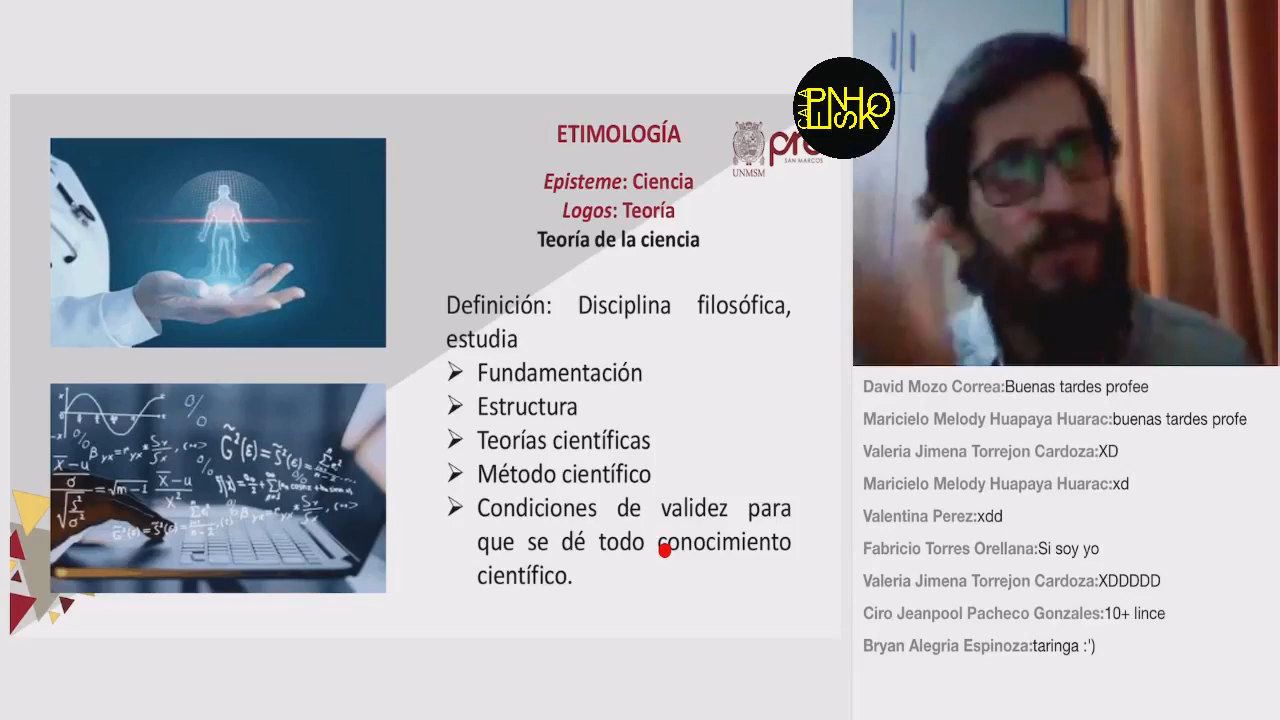 ETIMOLOGÍA
Episteme: Ciencia
Logos: Teoría
Teoría de la ciencia
UNMSM
SAN MARCOS
Definición: Disciplina filosófica,
estudia
Fundamentación
Estructura
Teorías científicas
Método científico
Condiciones de validez para
que se dé todo conocimiento
científico.
David Mozo Correa:Buenas tardes profee
Maricielo Melody Huapaya Huarac:buenas tardes profe
Valeria Jimena Torrejon Cardoza:XD
Maricielo Melody Huapaya Huarac:xd
Valentina Perez:xdd
Fabricio Torres Orellana:Si soy yo
Valeria Jimena Torrejon Cardoza:XDDDDD
Ciro Jeanpool Pacheco Gonzales:10+ lince
Bryan Alegria Espinoza:taringa :')